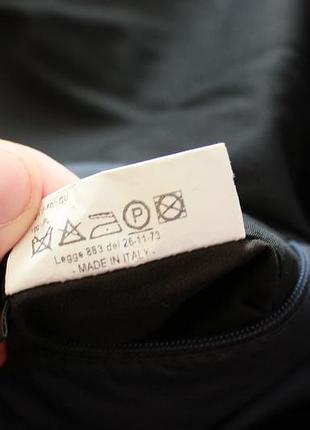 P
Legge 883 del 26-11-73
- MADE IN ITALY -